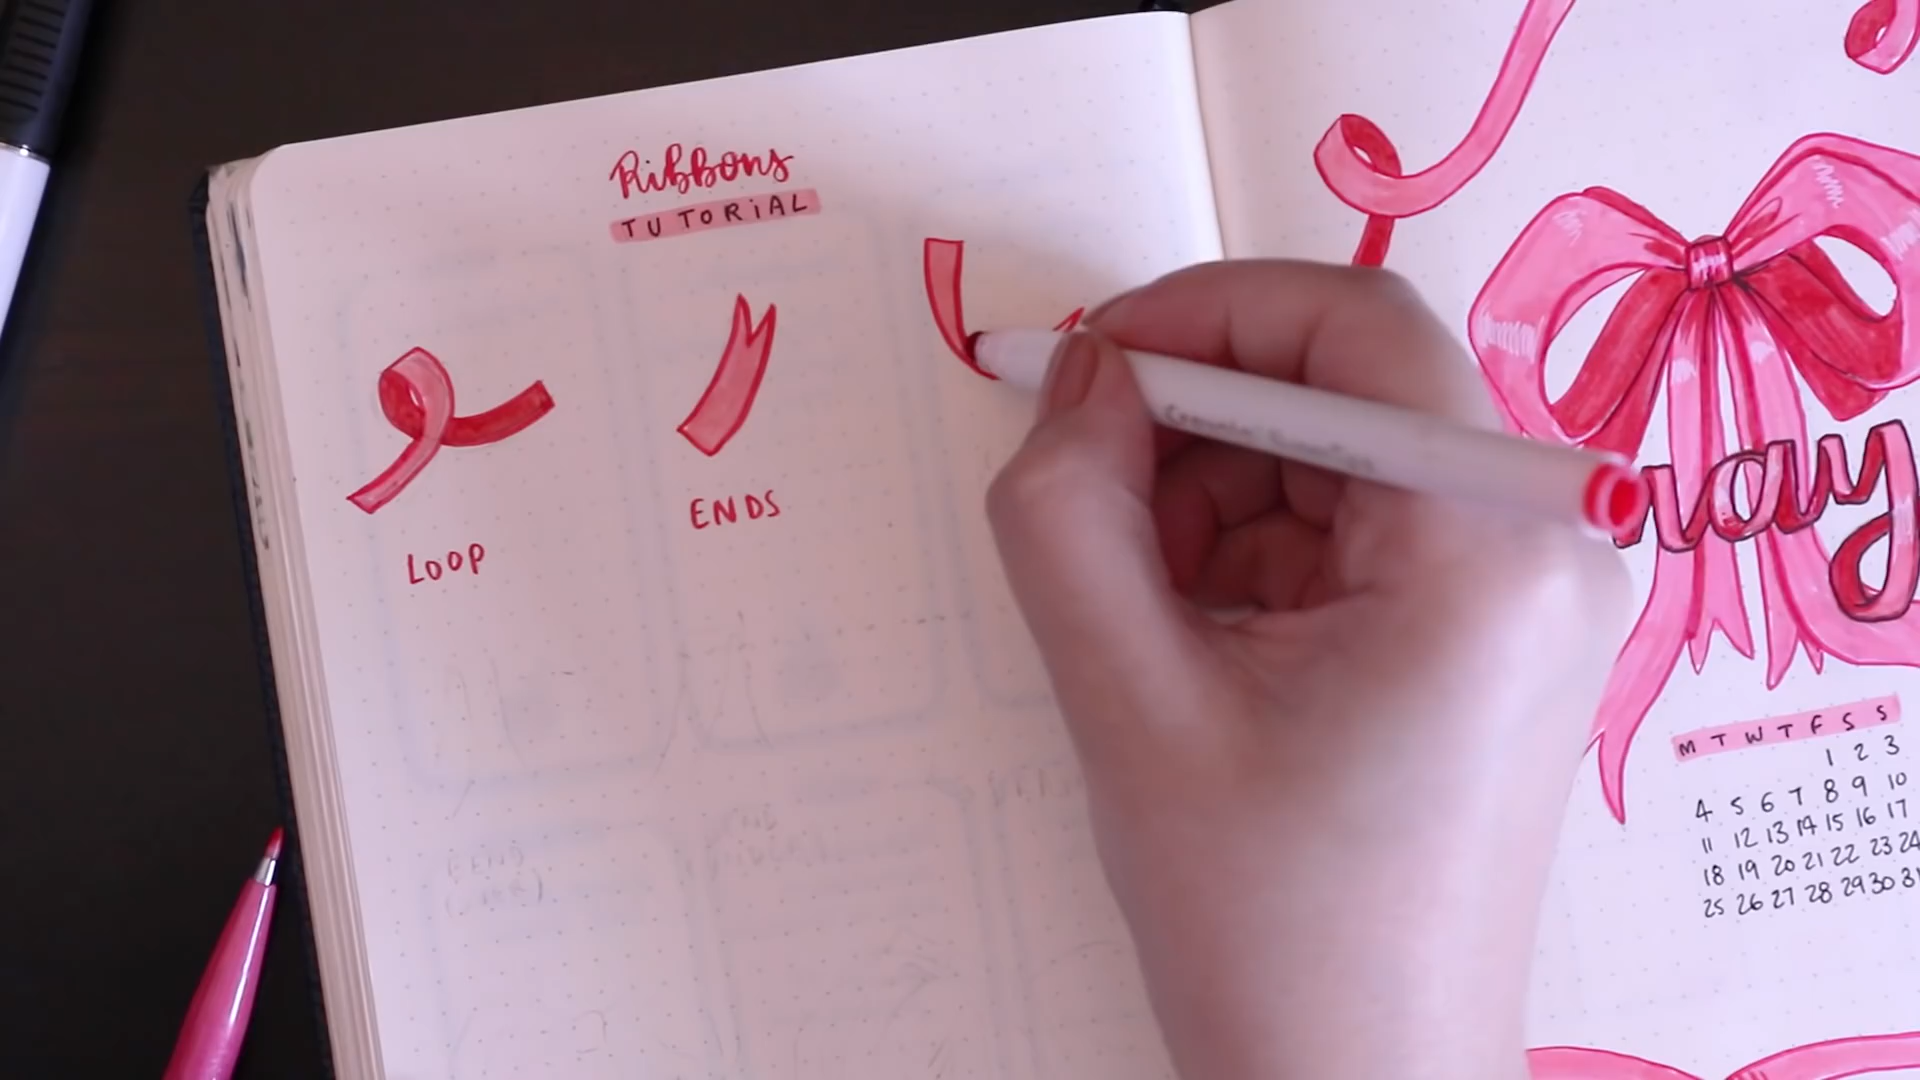 Ribbons
TUTORiAL
ENDS
LOOP
may
M T W T F S S
1 2 3
4 5 6 7 8 9 10
11 12 13 14 15 16 17
18 19 20 21 22 23 24
25 26 27 28 29 30 31